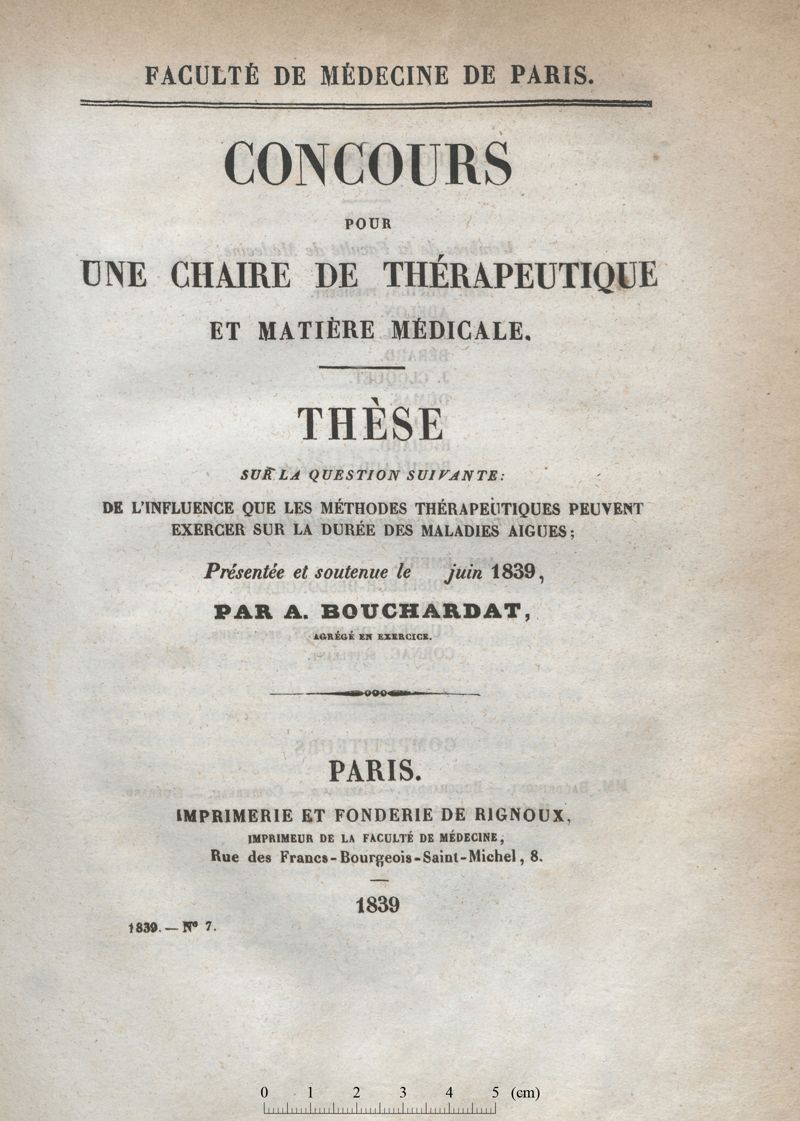 FACULTÉ DE MÉDECINE DE PARIS.
CONCOURS
POUR
UNE CHAIRE DE THÉRAPEUTIQUE
ET MATIÈRE MÉDICALE.
THÈSE
SUR LA QUESTION SUIVANTE:
DE L'INFLUENCE QUE LES MÉTHODES THÉRAPEUTIQUES PEUVENT
EXERCER SUR LA DURÉE DES MALADIES AIGUES;
Présentée et soutenue le juin 1839,
PAR A. BOUCHARDAT,
AGRÉGÉ EN EXERCICE.
PARIS.
IMPRIMERIE ET FONDERIE DE RIGNOUX,
IMPRIMEUR DE LA FACULTÉ DE MÉDECINE,
Rue des Francs-Bourgeois-Saint-Michel, 8.
1839
1839. — Nº 7.
0 1 2 3 4 5 (cm)